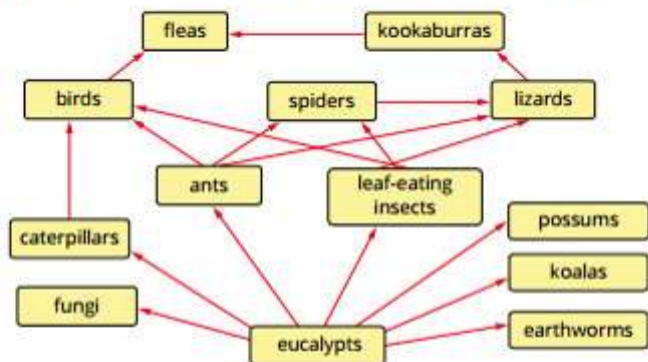 fleas
kookaburras
birds
spiders
lizards
ants
leaf-eating
insects
caterpillars
possums
koalas
fungi
eucalypts
earthworms